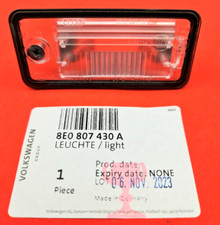 8E0 807 430 A
LEUCHTE / light
VOLKSWAGEN
GROUP
1
Piece
Prod. date:
Expiry date: NONE
LOT 06. NOV. 2023
Made in Germany